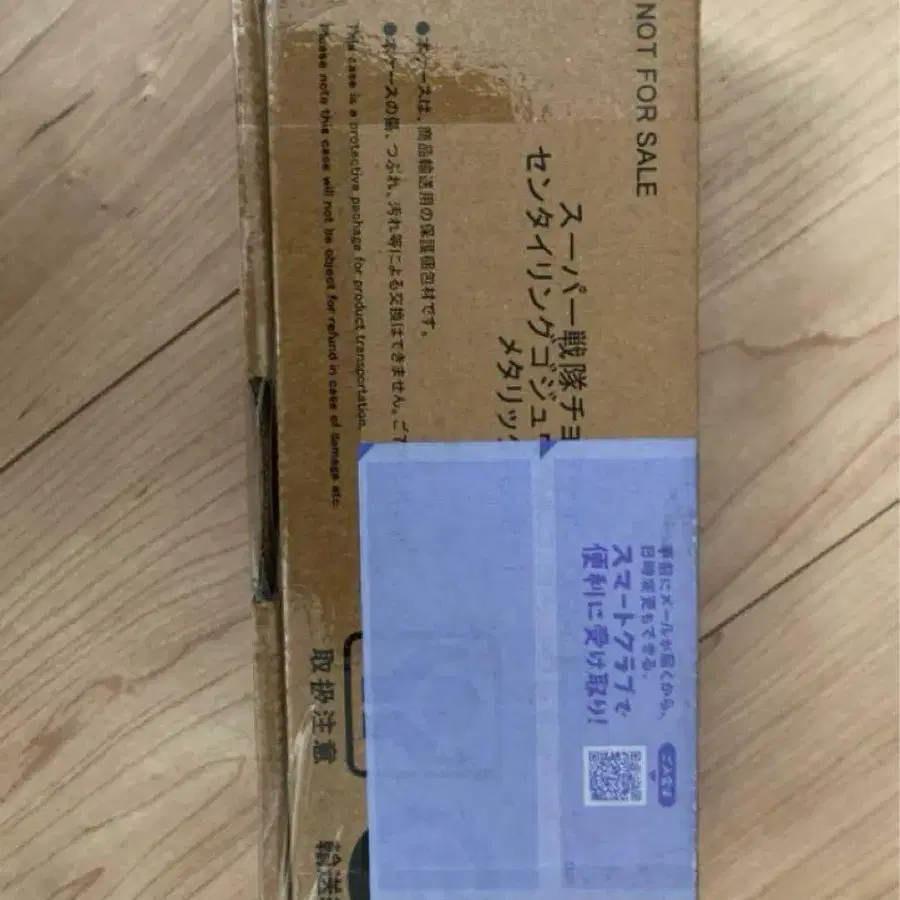 NOT FOR SALE
スーパー戦隊チョ
センタイリングゴジュ
メタリッ
●本ケースは、商品輸送用の保護梱包材です。
●本ケースの傷、つぶれ、汚れ等による交換はできません。ご
This case is a protective pachage for product transportation.
Please note this case will not be object for refund in case of damage etc.
取扱注意
輸送
事前にメールが届くから、
日時変更もできる。
スマートクラブで
便利に受け取り!